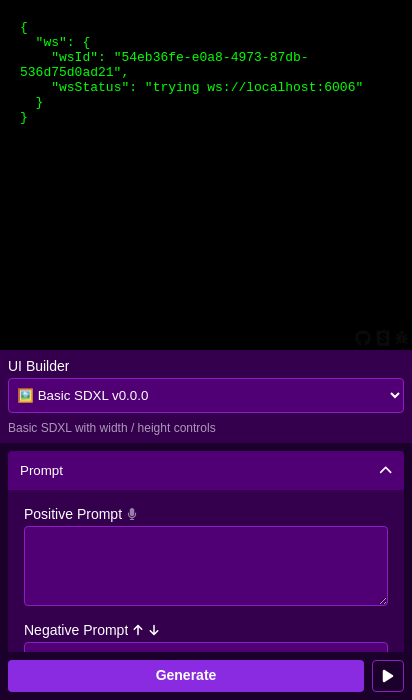 {
"ws": {
"wsId": "54eb36fe-e0a8-4973-87db-
536d75d0ad21",
"wsStatus": "trying ws://localhost:6006"
}
}
UI Builder
🖼️ Basic SDXL v0.0.0
Basic SDXL with width / height controls
Prompt
Positive Prompt
Negative Prompt ↑ ↓
Generate